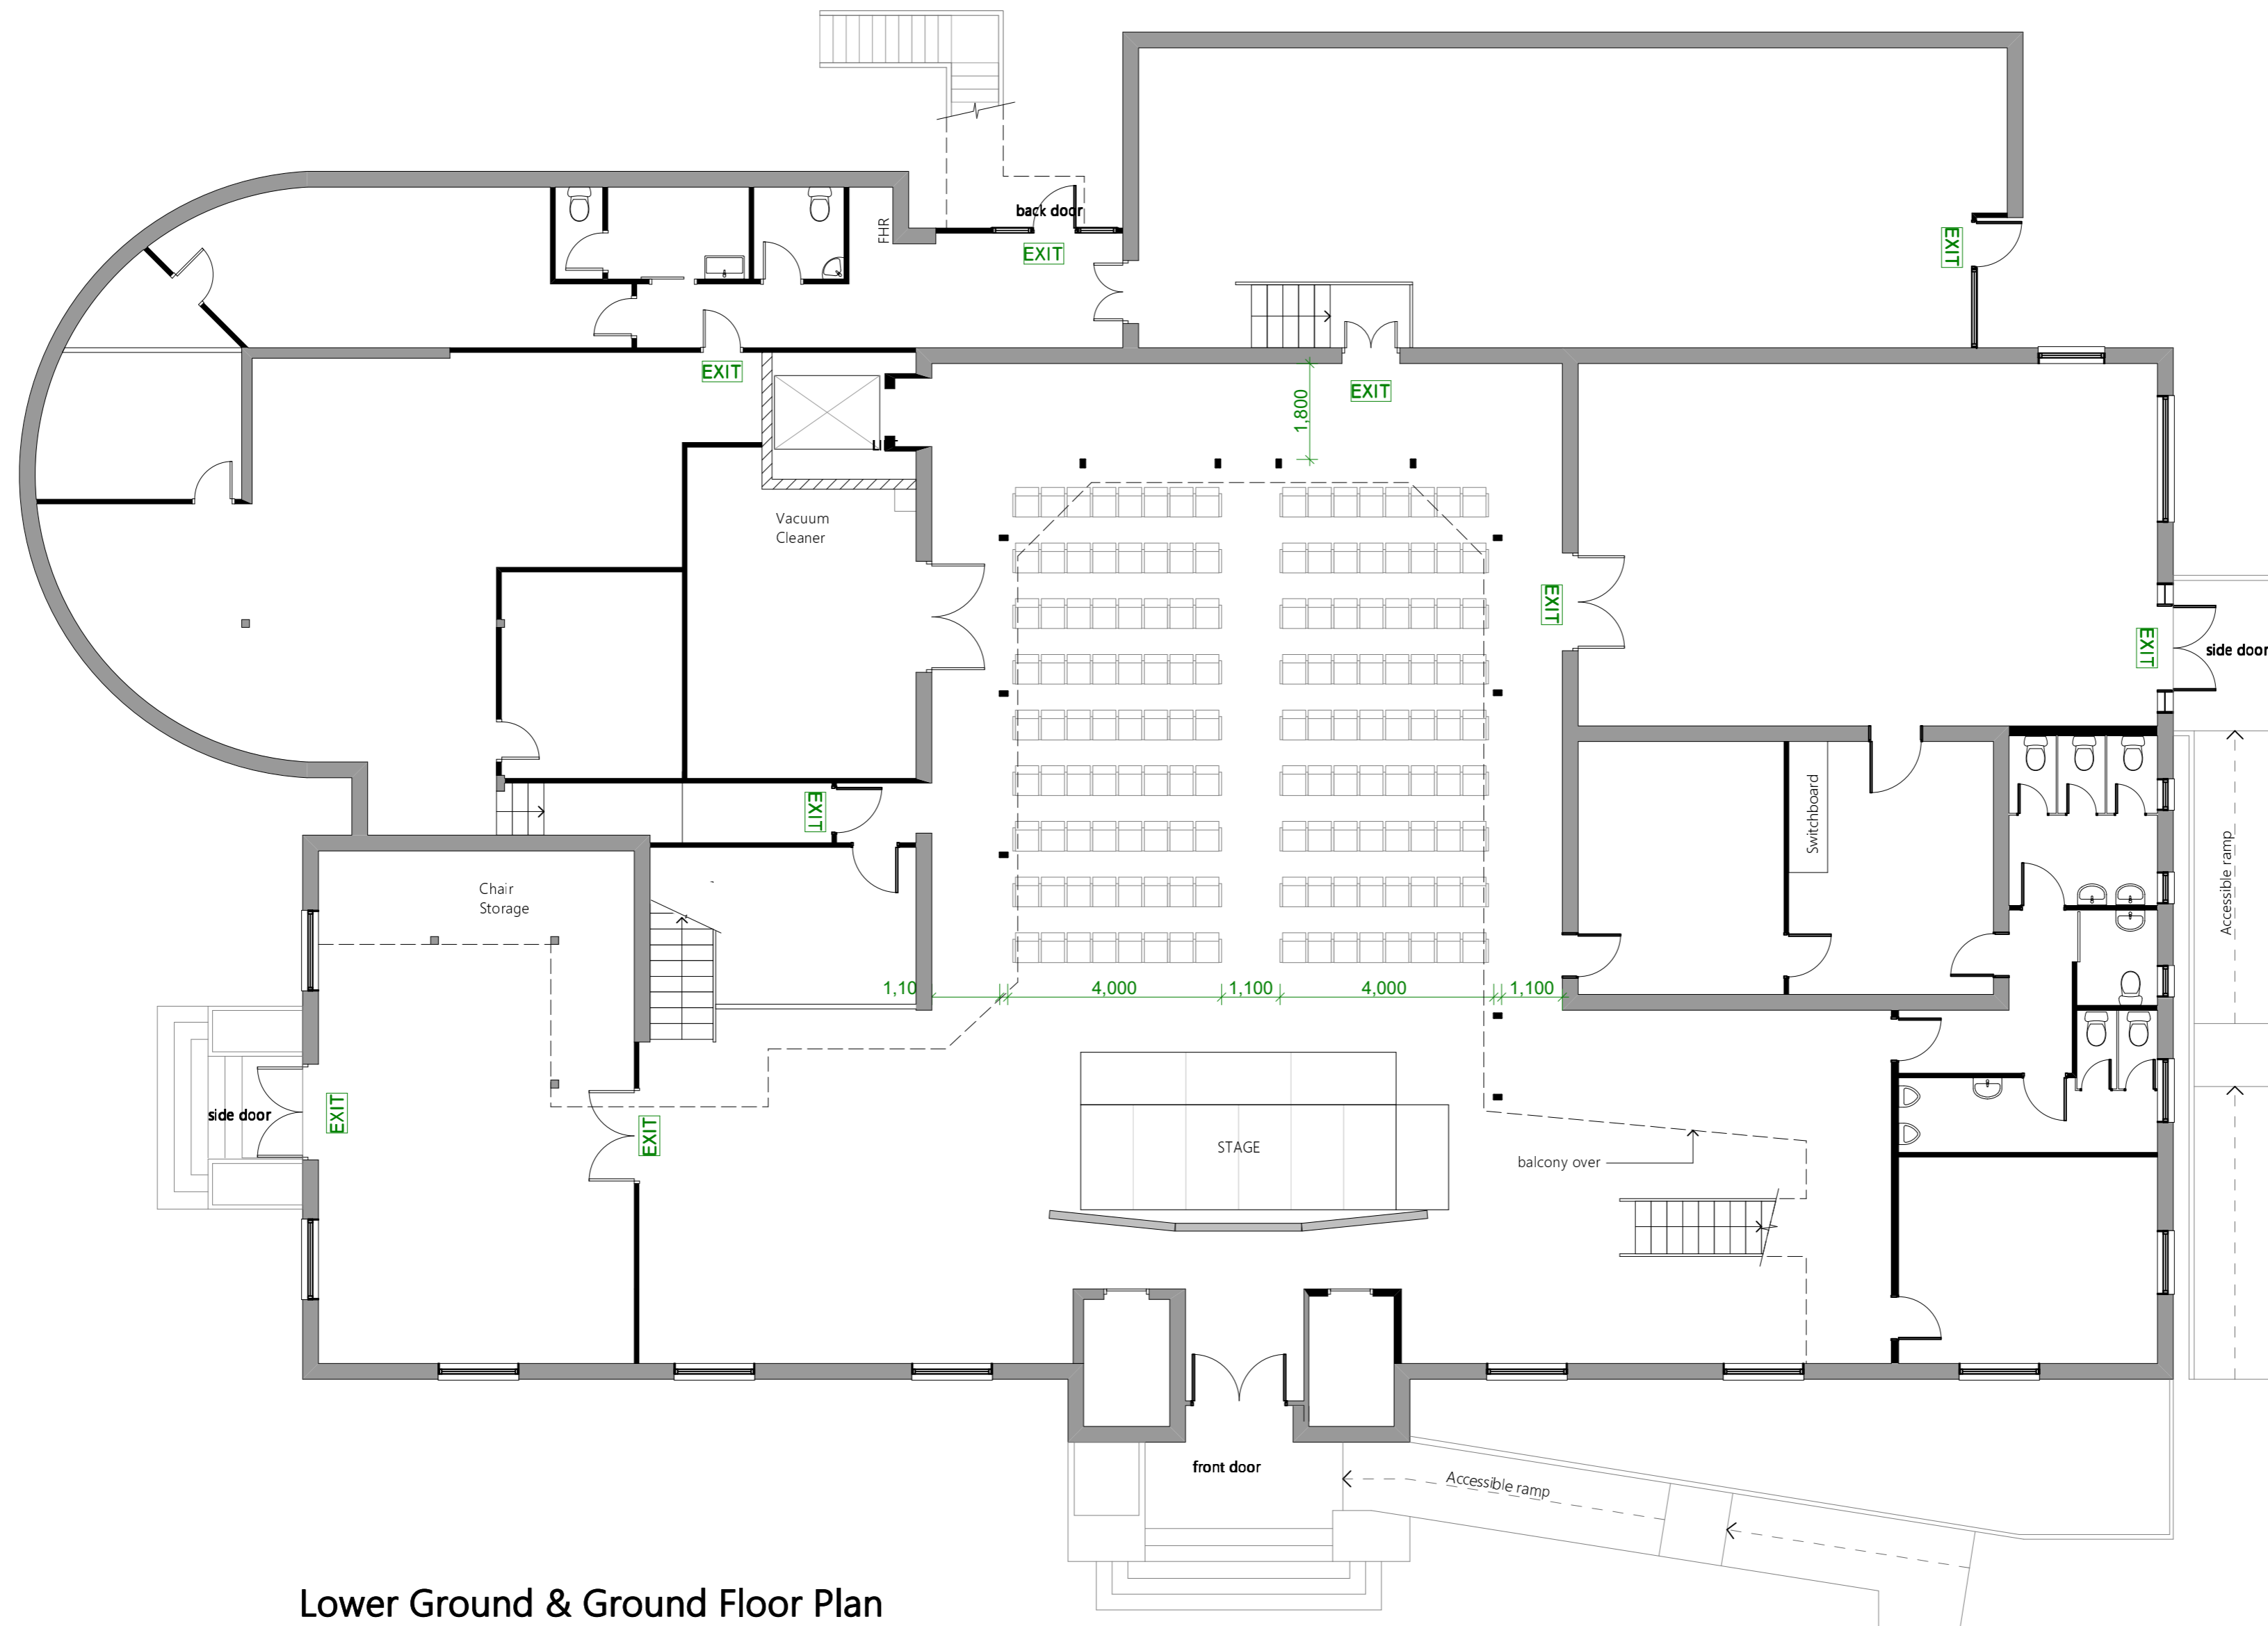 back door
FHR
EXIT
EXIT
EXIT
EXIT
1,800
Vacuum
Cleaner
EXIT
EXIT
side door
EXIT
Switchboard
Accessible ramp
Chair
Storage
1,10
4,000
1,100
4,000
1,100
side door
EXIT
EXIT
STAGE
balcony over
front door
Accessible ramp
Lower Ground & Ground Floor Plan